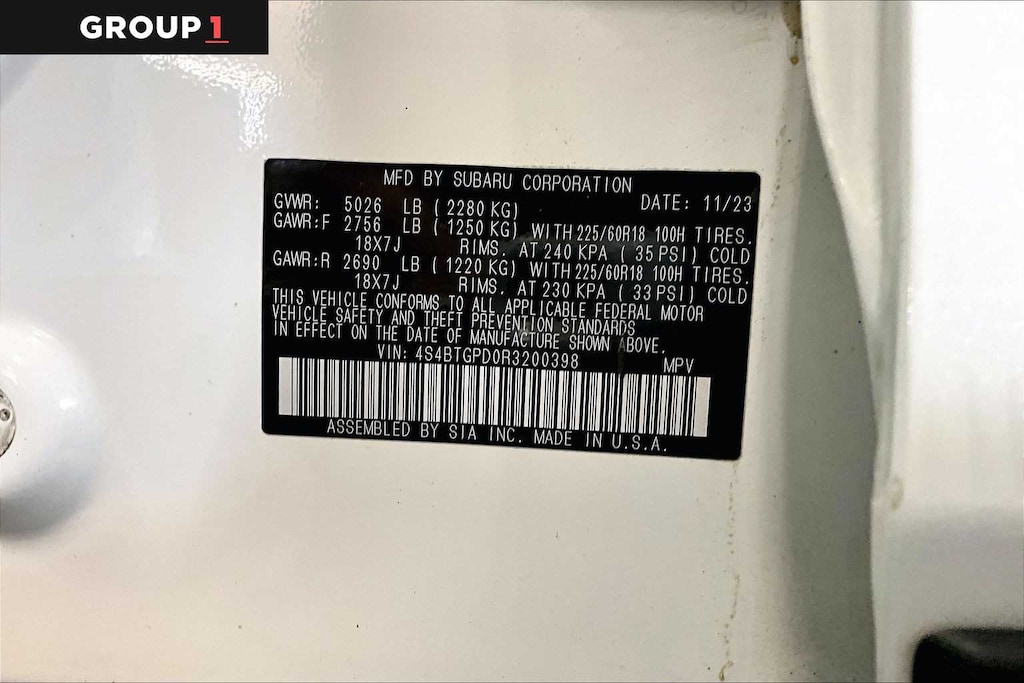 GROUP 1
MFD BY SUBARU CORPORATION
GVWR: 5026 LB ( 2280 KG) DATE: 11/23
GAWR:F 2756 LB ( 1250 KG) WITH 225/60R18 100H TIRES.
18X7J RIMS. AT 240 KPA ( 35 PSI) COLD
GAWR:R 2690 LB ( 1220 KG) WITH 225/60R18 100H TIRES.
18X7J RIMS. AT 230 KPA ( 33 PSI) COLD
THIS VEHICLE CONFORMS TO ALL APPLICABLE FEDERAL MOTOR
VEHICLE SAFETY AND THEFT PREVENTION STANDARDS
IN EFFECT ON THE DATE OF MANUFACTURE SHOWN ABOVE.
VIN: 4S4BTGPD0R3200398 MPV
ASSEMBLED BY SIA INC. MADE IN U.S.A.